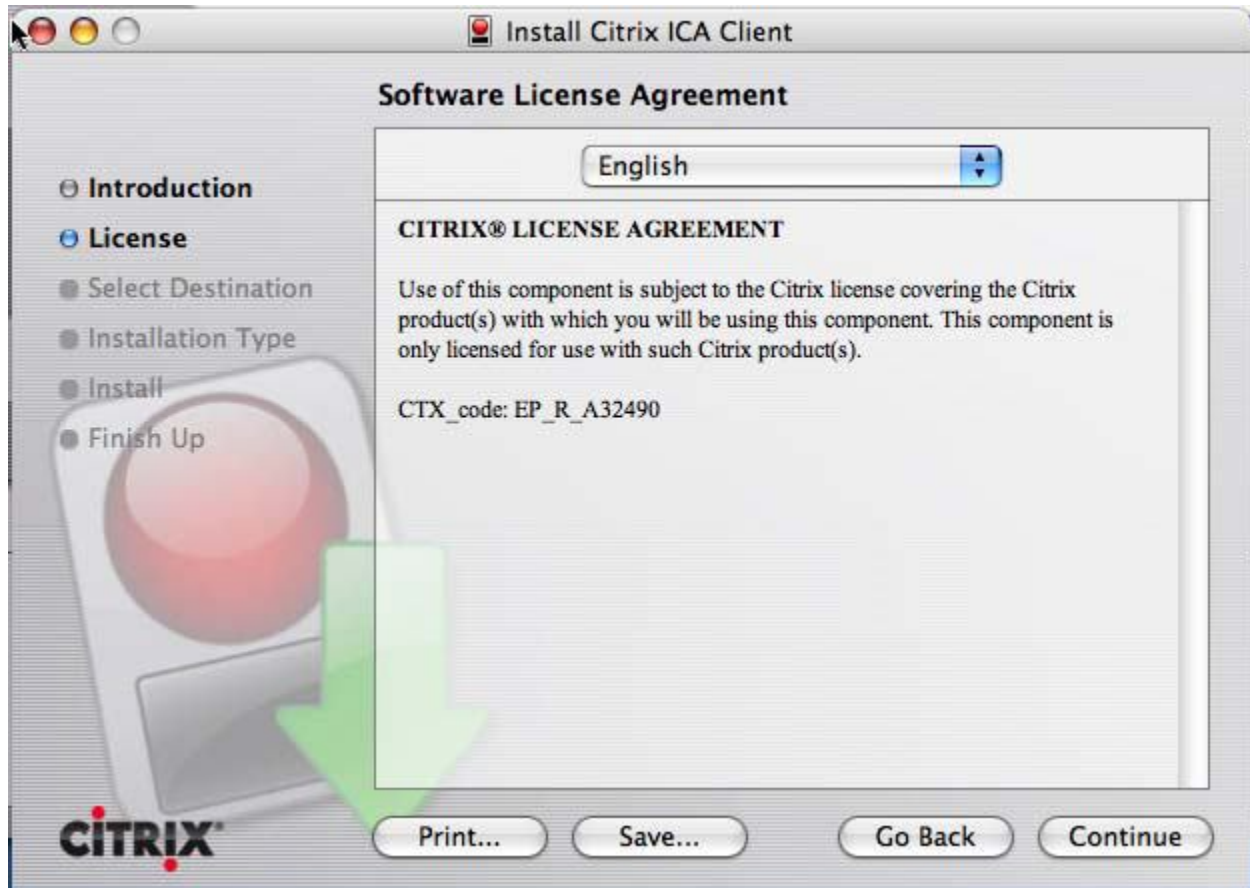 Install Citrix ICA Client
Software License Agreement
Introduction
License
Select Destination
Installation Type
Install
Finish Up
English
CITRIX® LICENSE AGREEMENT
Use of this component is subject to the Citrix license covering the Citrix
product(s) with which you will be using this component. This component is
only licensed for use with such Citrix product(s).
CTX_code: EP_R_A32490
CITRIX®
Print...
Save...
Go Back
Continue